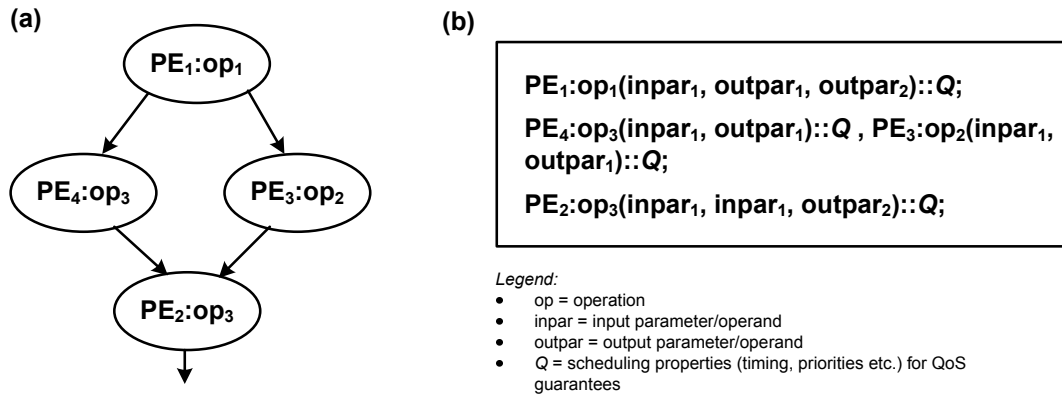 (a)
PE₁:op₁
PE₄:op₃
PE₃:op₂
PE₂:op₃
(b)
PE₁:op₁(inpar₁, outpar₁, outpar₂)::Q;
PE₄:op₃(inpar₁, outpar₁)::Q , PE₃:op₂(inpar₁,
outpar₁)::Q;
PE₂:op₃(inpar₁, inpar₁, outpar₂)::Q;
Legend:
• op = operation
• inpar = input parameter/operand
• outpar = output parameter/operand
• Q = scheduling properties (timing, priorities etc.) for QoS
guarantees